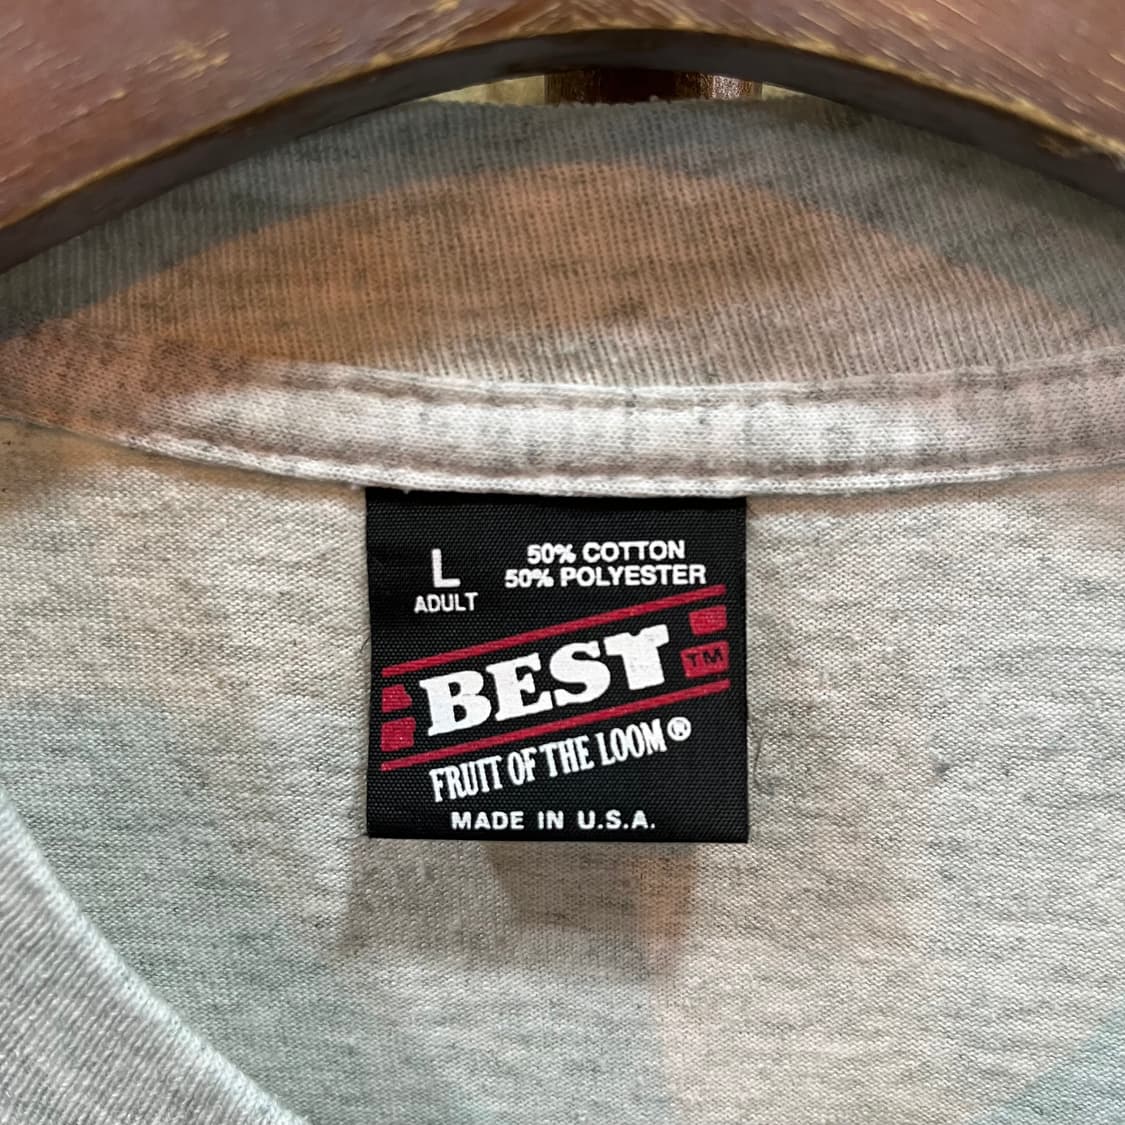 L
ADULT
50% COTTON
50% POLYESTER
BEST
TM
FRUIT OF THE LOOM®
MADE IN U.S.A.